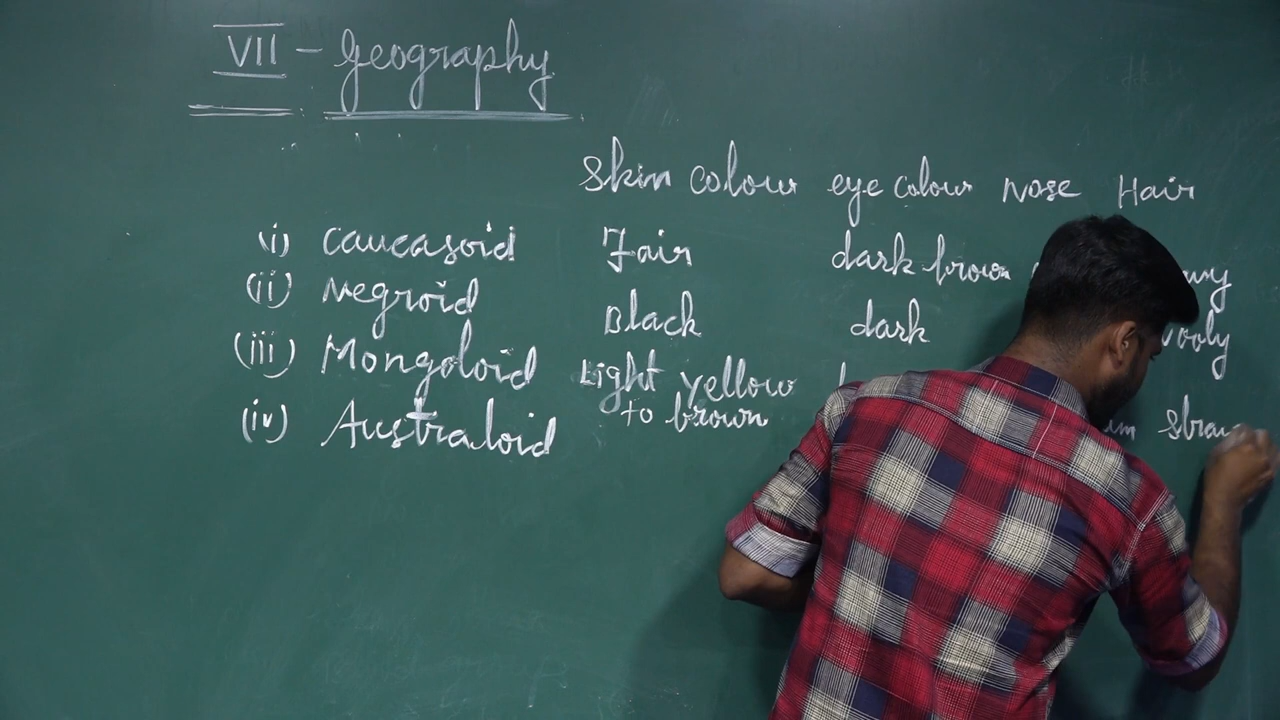 VII - Geography
Skin colour eye colour Nose Hair
(i) Caucasoid Fair dark brown
(ii) Negroid Black dark
(iii) Mongoloid Light yellow to brown
(iv) Australoid